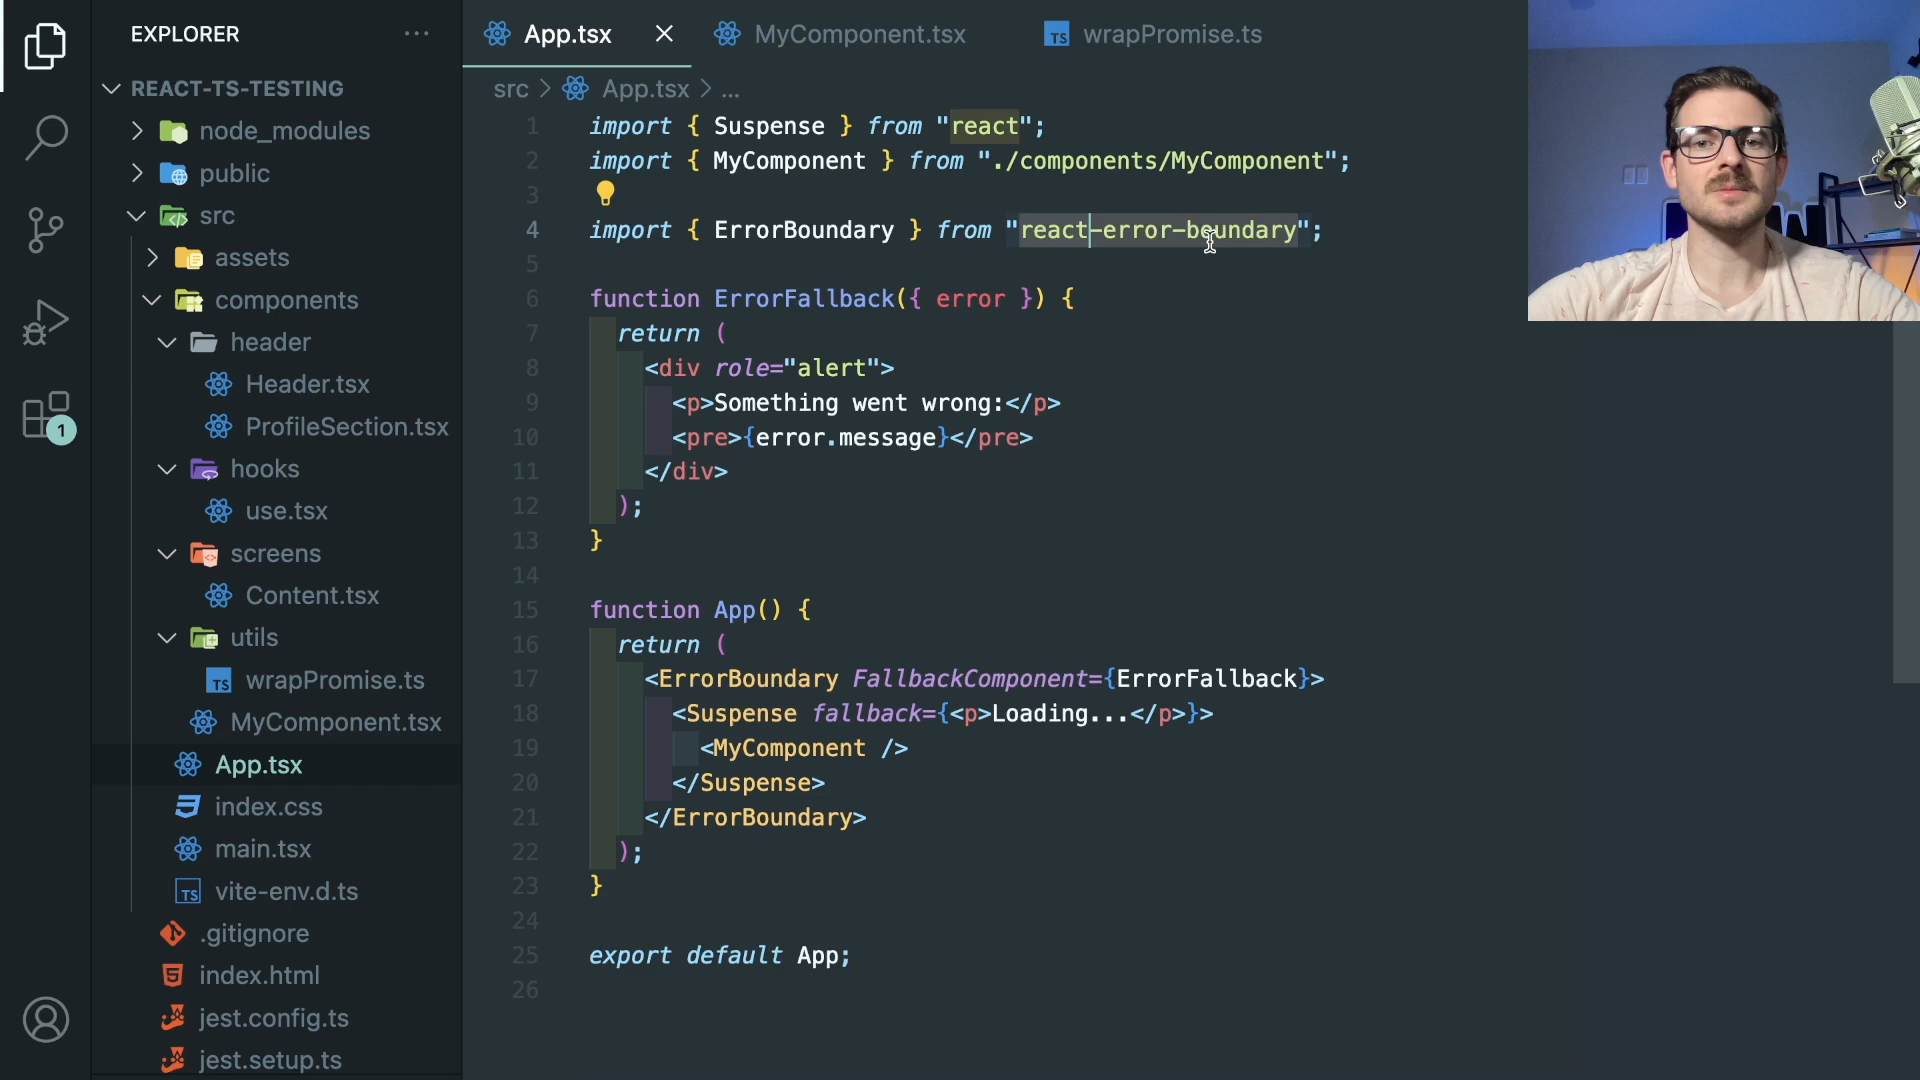 EXPLORER
REACT-TS-TESTING
node_modules
public
src
assets
components
header
Header.tsx
ProfileSection.tsx
hooks
use.tsx
screens
Content.tsx
utils
wrapPromise.ts
MyComponent.tsx
App.tsx
index.css
main.tsx
TS vite-env.d.ts
.gitignore
index.html
jest.config.ts
jest.setup.ts
1
App.tsx MyComponent.tsx TS wrapPromise.ts
src > App.tsx > ...
1 import { Suspense } from "react";
2 import { MyComponent } from "./components/MyComponent";
3
4 import { ErrorBoundary } from "react-error-boundary";
5
6 function ErrorFallback({ error }) {
7 return (
8 <div role="alert">
9 <p>Something went wrong:</p>
10 <pre>{error.message}</pre>
11 </div>
12 );
13 }
14
15 function App() {
16 return (
17 <ErrorBoundary FallbackComponent={ErrorFallback}>
18 <Suspense fallback={<p>Loading...</p>}>
19 <MyComponent />
20 </Suspense>
21 </ErrorBoundary>
22 );
23 }
24
25 export default App;
26